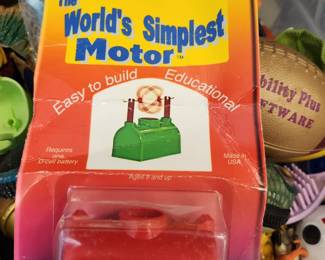 The
World's Simplest
Motor™
Easy to build
Educational
Requires
one
D cell battery
Made in
USA
Ages 8 and up
bility Plus
FTWARE